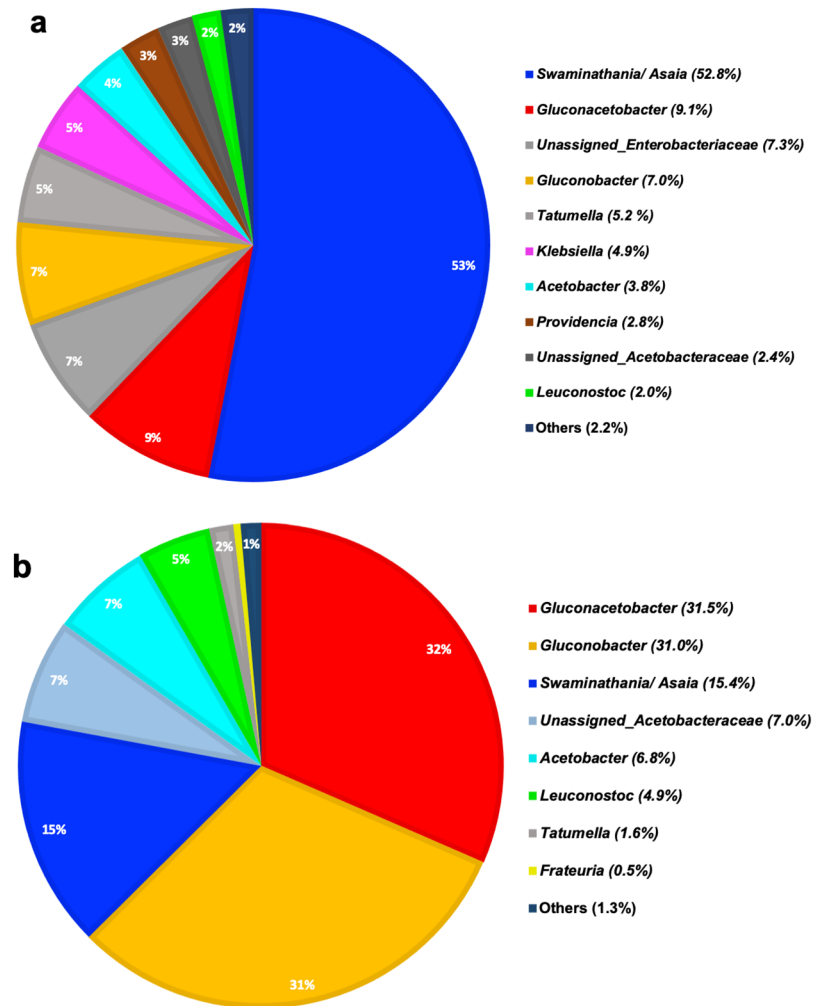 a
2%
2%
3%
3%
4%
5%
5%
7%
7%
9%
53%
Swaminathania/ Asaia (52.8%)
Gluconacetobacter (9.1%)
Unassigned_Enterobacteriaceae (7.3%)
Gluconobacter (7.0%)
Tatumella (5.2 %)
Klebsiella (4.9%)
Acetobacter (3.8%)
Providencia (2.8%)
Unassigned_Acetobacteraceae (2.4%)
Leuconostoc (2.0%)
Others (2.2%)
b
1%
2%
5%
7%
7%
15%
31%
32%
Gluconacetobacter (31.5%)
Gluconobacter (31.0%)
Swaminathania/ Asaia (15.4%)
Unassigned_Acetobacteraceae (7.0%)
Acetobacter (6.8%)
Leuconostoc (4.9%)
Tatumella (1.6%)
Frateuria (0.5%)
Others (1.3%)